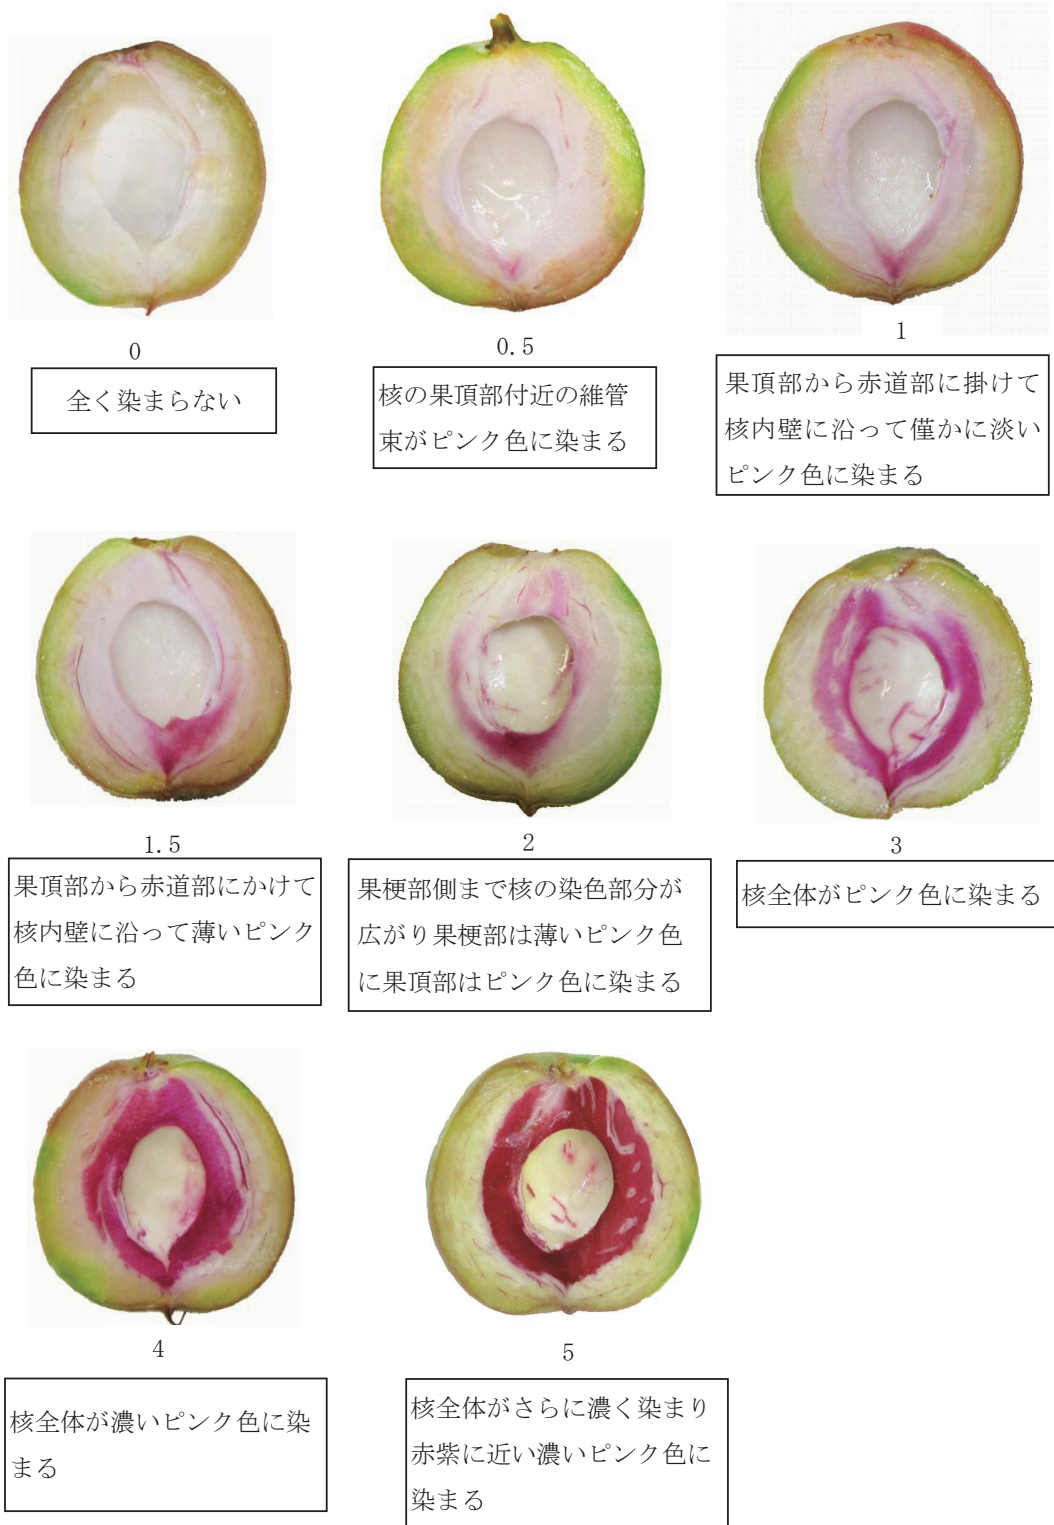 0
全く染まらない
0.5
核の果頂部付近の維管
束がピンク色に染まる
1
果頂部から赤道部に掛けて
核内壁に沿って僅かに淡い
ピンク色に染まる
1.5
果頂部から赤道部にかけて
核内壁に沿って薄いピンク
色に染まる
2
果梗部側まで核の染色部分が
広がり果梗部は薄いピンク色
に果頂部はピンク色に染まる
3
核全体がピンク色に染まる
4
核全体が濃いピンク色に染
まる
5
核全体がさらに濃く染まり
赤紫に近い濃いピンク色に
染まる